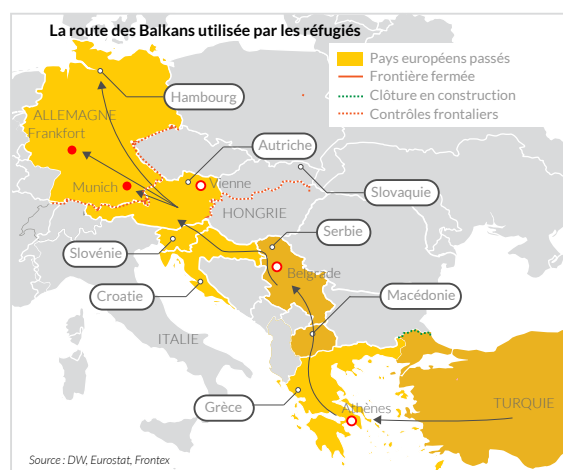 La route des Balkans utilisée par les réfugiés
Pays européens passés
Frontière fermée
Clôture en construction
Contrôles frontaliers
Hambourg
ALLEMAGNE
Frankfort
Autriche
Munich
Vienne
Slovaquie
HONGRIE
Serbie
Slovénie
Belgrade
Croatie
Macédoine
Macédonie
ITALIE
Grèce
Athènes
TURQUIE
Source : DW, Eurostat, Frontex